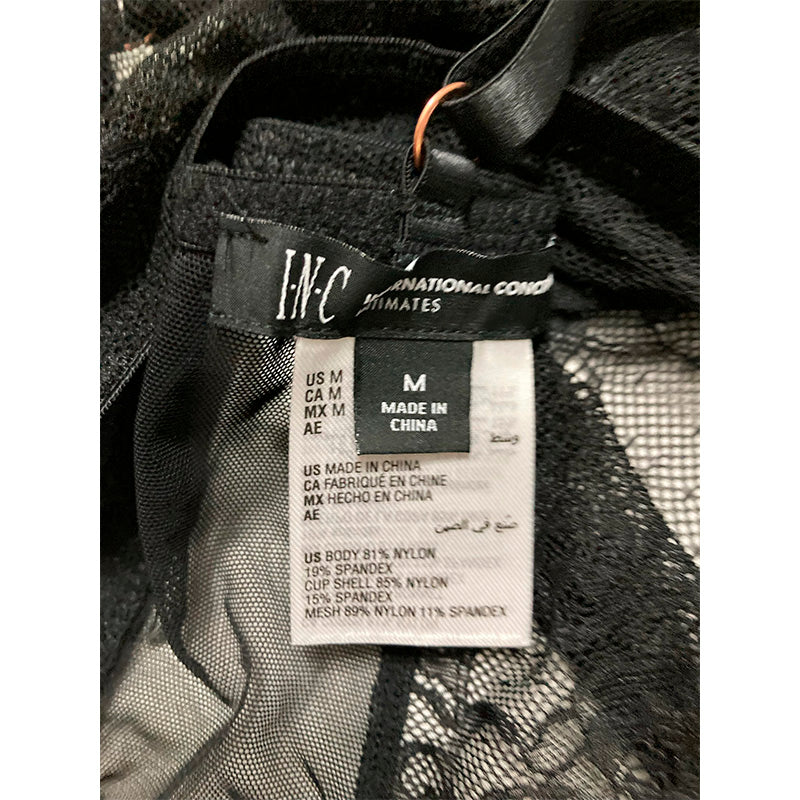 I·N·C
RNATIONAL CONC
TIMATES
M
MADE IN
CHINA
US M
CA M
MX M
AE
وسط
US MADE IN CHINA
CA FABRIQUÉ EN CHINE
MX HECHO EN CHINA
AE
صنع في الصين
US BODY 81% NYLON
19% SPANDEX
CUP SHELL 85% NYLON
15% SPANDEX
MESH 89% NYLON 11% SPANDEX